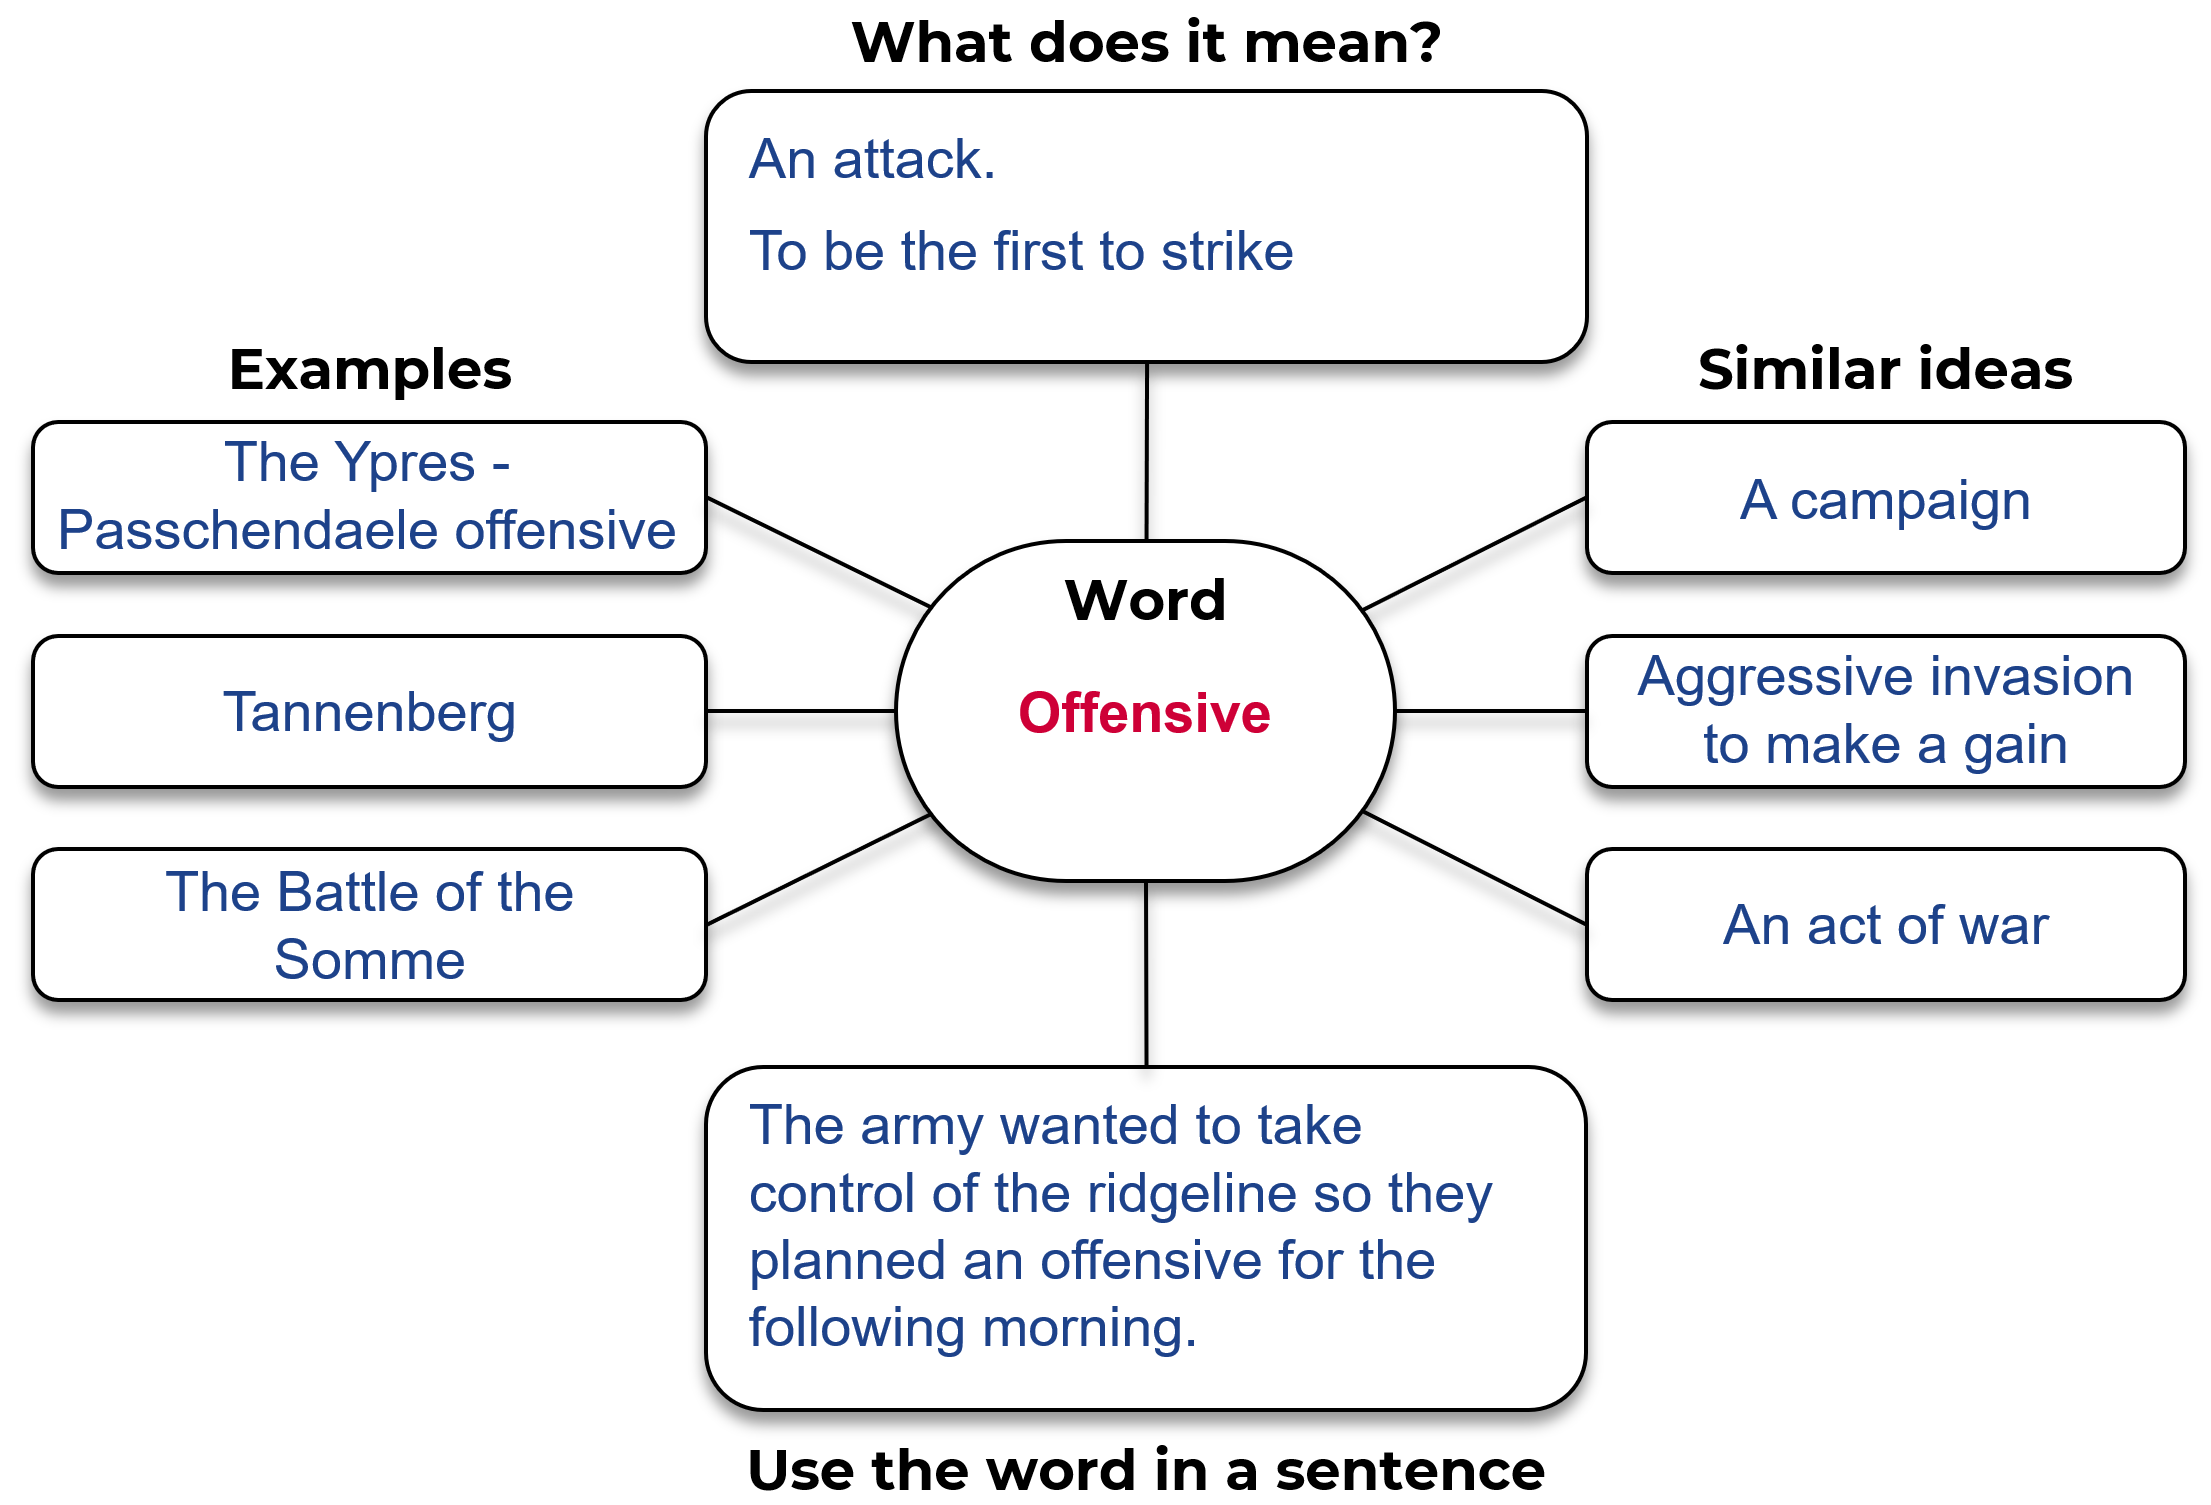 What does it mean?
An attack.
To be the first to strike
Examples
The Ypres -
Passchendaele offensive
Tannenberg
The Battle of the
Somme
Word
Offensive
Similar ideas
A campaign
Aggressive invasion
to make a gain
An act of war
The army wanted to take
control of the ridgeline so they
planned an offensive for the
following morning.
Use the word in a sentence